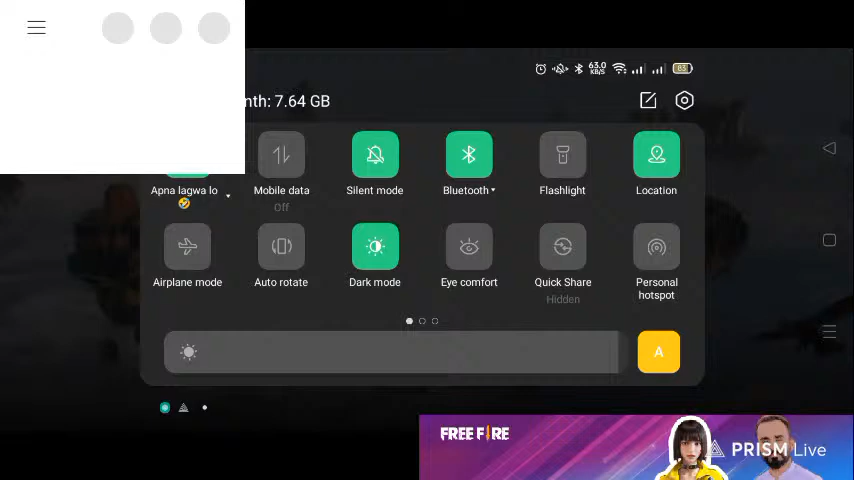 63.0
KB/S
83
nth: 7.64 GB
Apna lagwa lo
🤣
Mobile data
Off
Silent mode
Bluetooth
Flashlight
Location
Airplane mode
Auto rotate
Dark mode
Eye comfort
Quick Share
Hidden
Personal
hotspot
A
FREE FIRE
PRISM Live